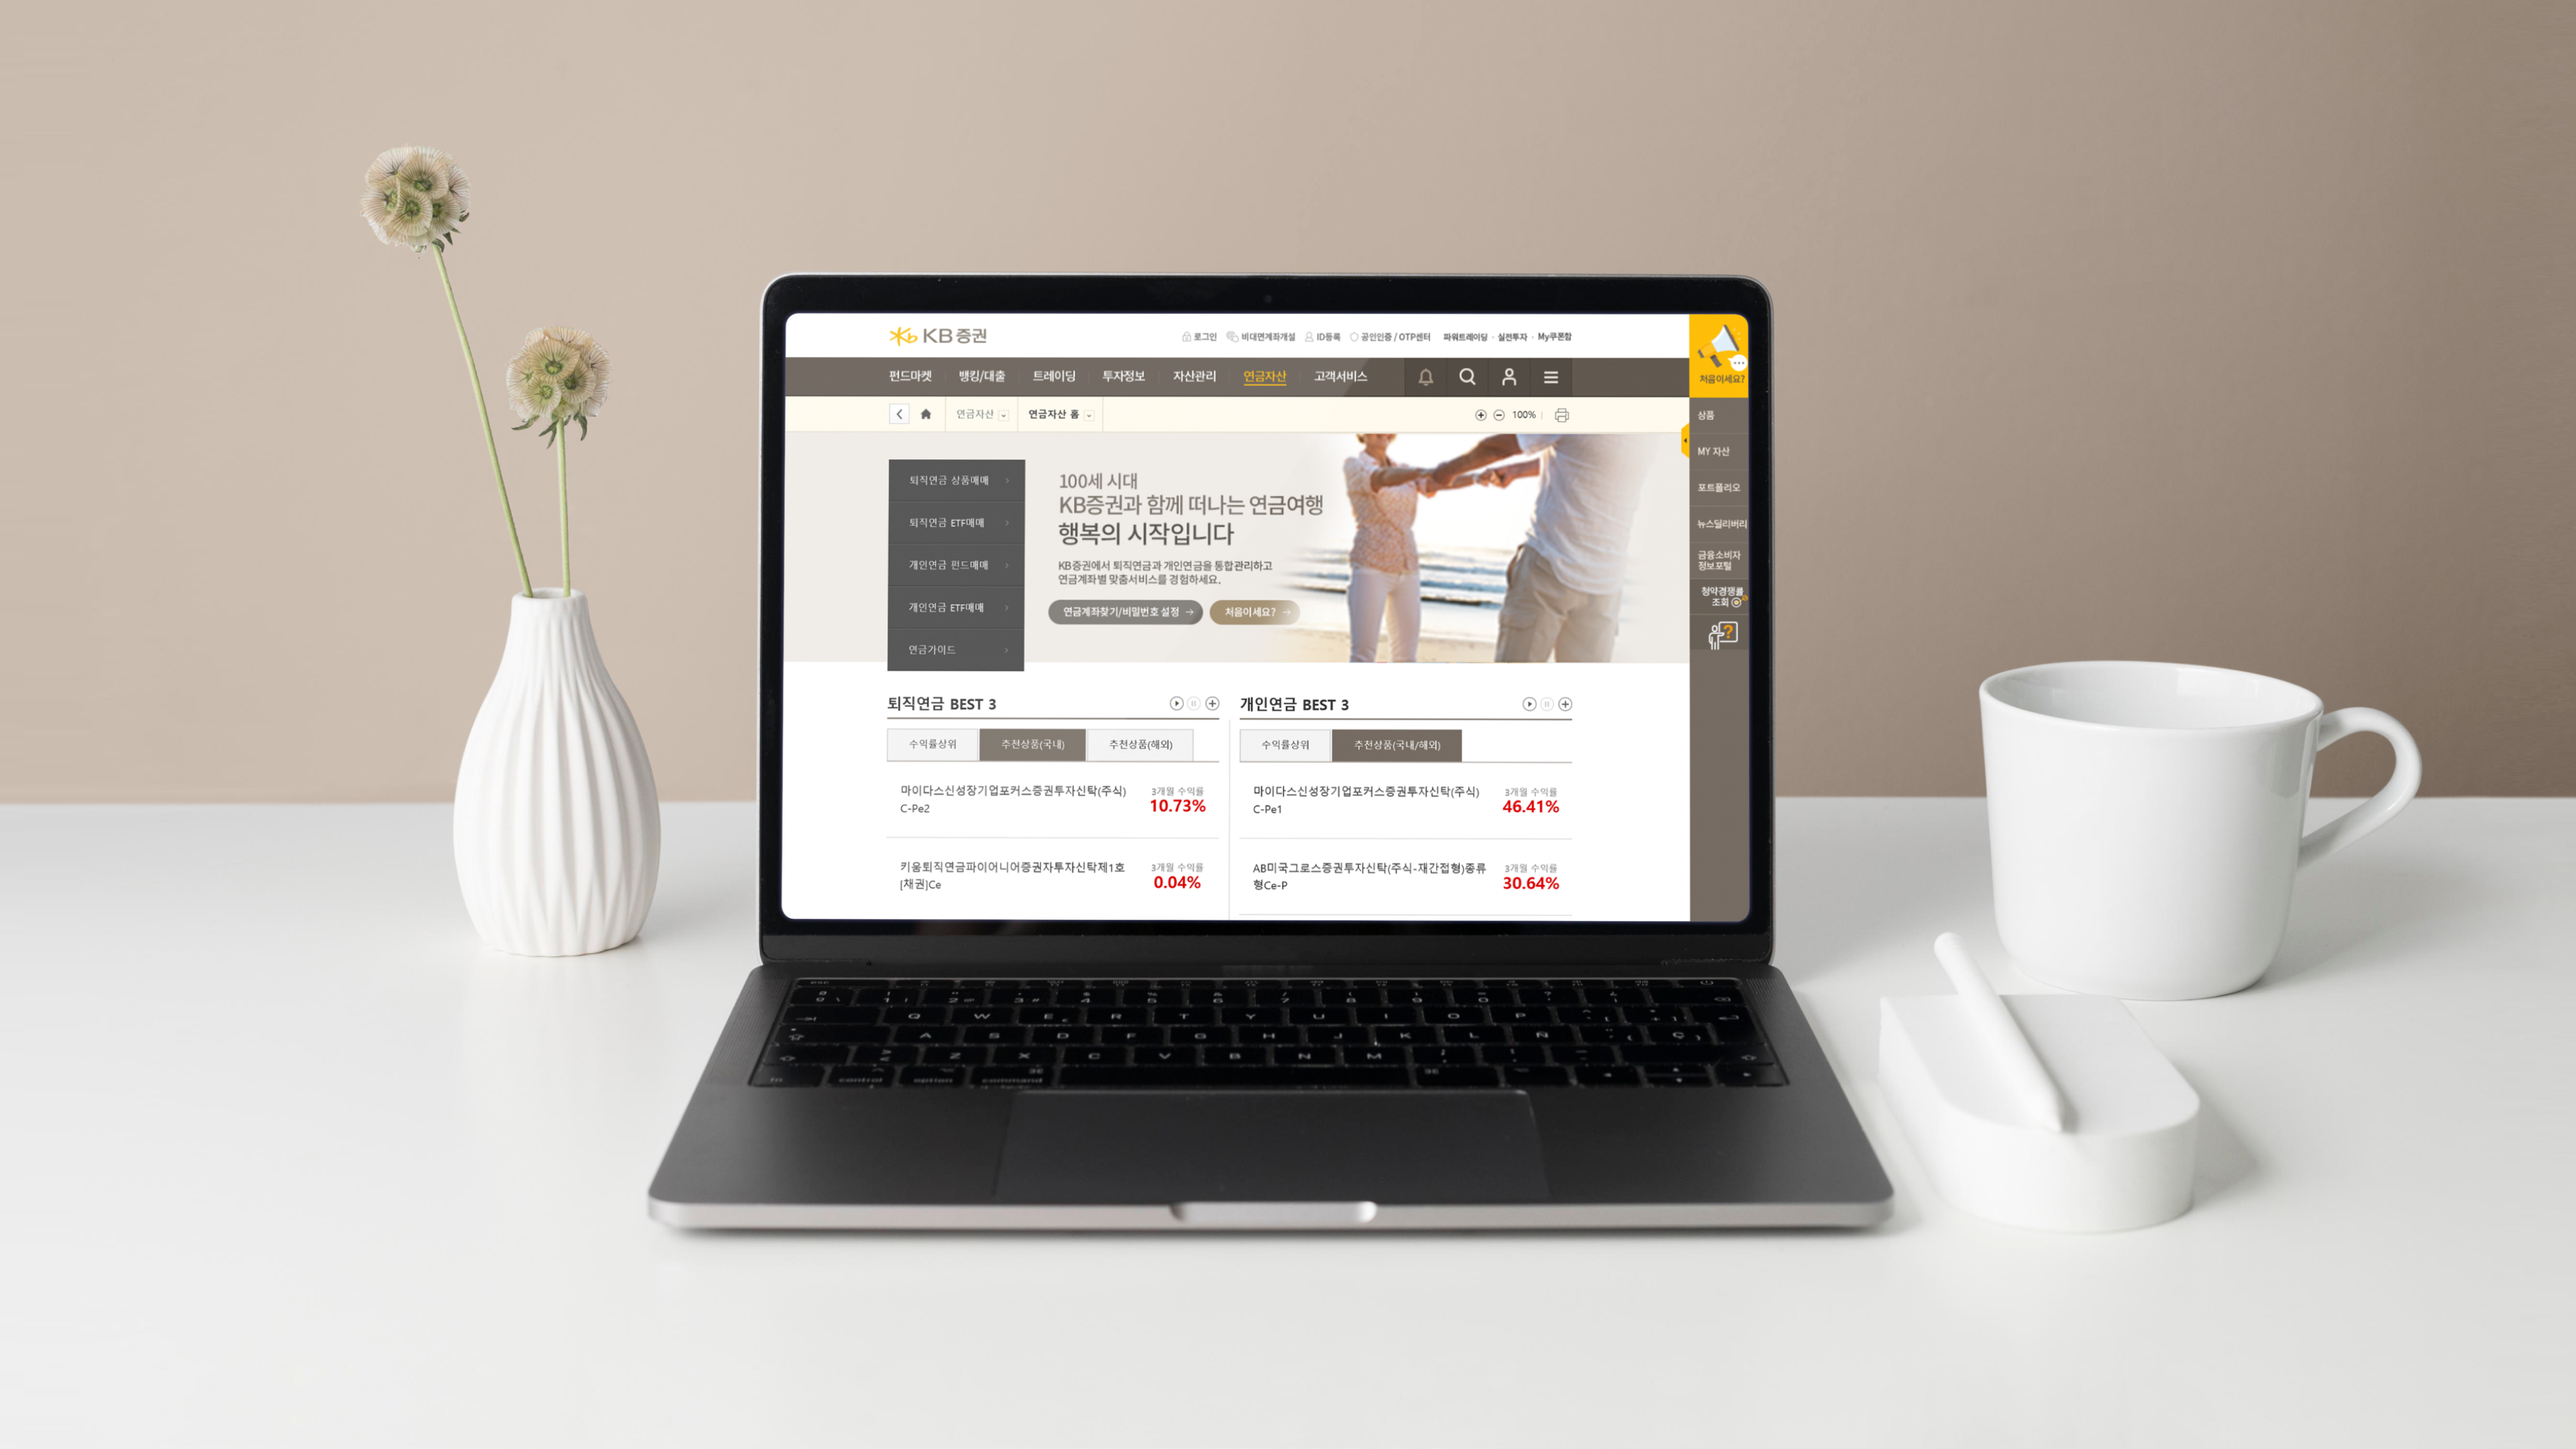 KB증권
로그인 비대면계좌개설 ID등록 공인인증 / OTP센터 파워트레이딩 · 실전투자 · My쿠폰함
처음이세요?
펀드마켓 뱅킹/대출 트레이딩 투자정보 자산관리 연금자산 고객서비스
연금자산 연금자산 홈 100%
상품
MY 자산
포트폴리오
뉴스딜리버리
금융소비자
정보포털
청약경쟁률
조회
퇴직연금 상품매매
퇴직연금 ETF매매
개인연금 펀드매매
개인연금 ETF매매
연금가이드
100세 시대
KB증권과 함께 떠나는 연금여행
행복의 시작입니다
KB증권에서 퇴직연금과 개인연금을 통합관리하고
연금계좌별 맞춤서비스를 경험하세요.
연금계좌찾기/비밀번호 설정 → 처음이세요? →
퇴직연금 BEST 3
수익률상위 추천상품(국내) 추천상품(해외)
마이다스신성장기업포커스증권투자신탁(주식)
C-Pe2
3개월 수익률
10.73%
키움퇴직연금파이어니어증권자투자신탁제1호
[채권]Ce
3개월 수익률
0.04%
개인연금 BEST 3
수익률상위 추천상품(국내/해외)
마이다스신성장기업포커스증권투자신탁(주식)
C-Pe1
3개월 수익률
46.41%
AB미국그로스증권투자신탁(주식-재간접형)종류
형Ce-P
3개월 수익률
30.64%
Q W E R T Y U I O P
A S D F G H J K L Ñ
Z X C V B N M
fn control option command